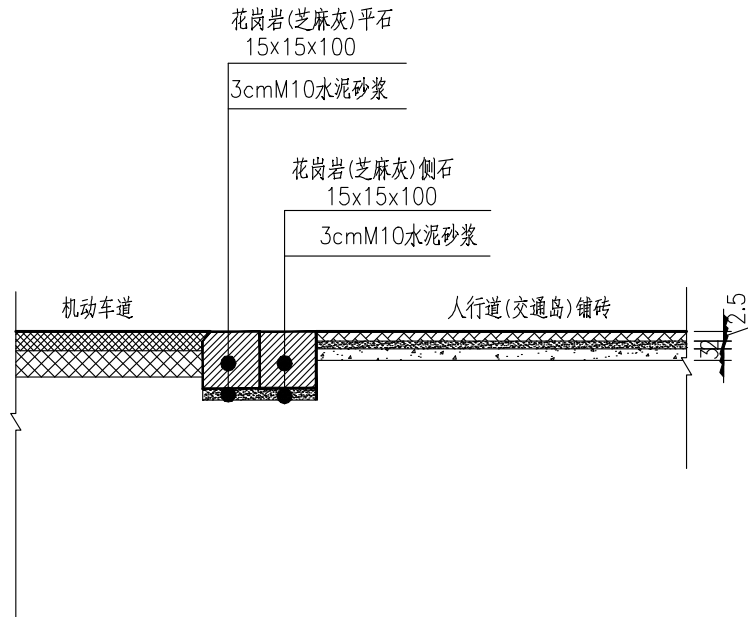 花岗岩(芝麻灰)平石
15x15x100
3cmM10水泥砂浆
花岗岩(芝麻灰)侧石
15x15x100
3cmM10水泥砂浆
机动车道
人行道(交通岛)铺砖
2.5